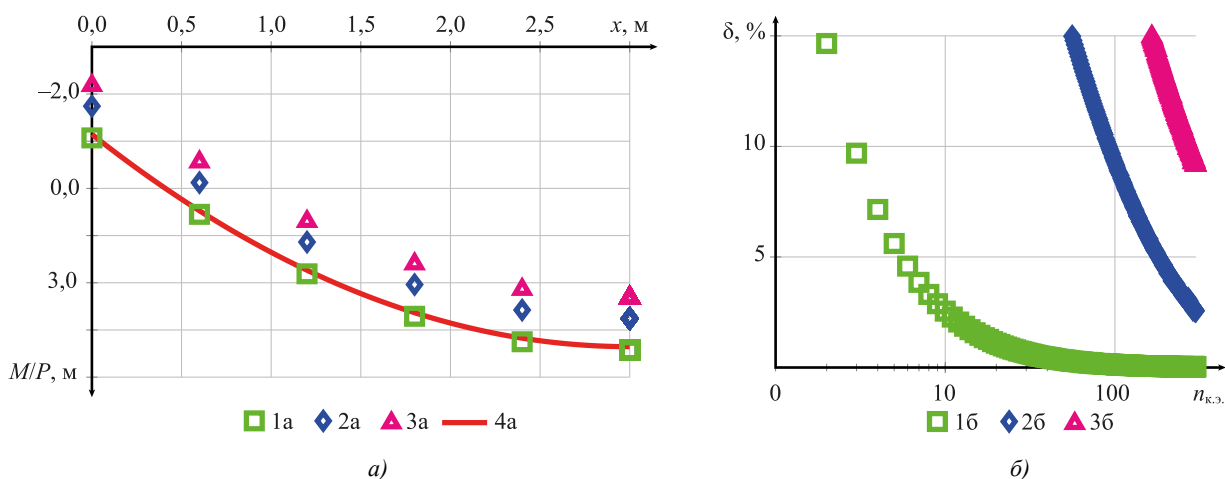 0,0 0,5 1,0 1,5 2,0 2,5 x, м
–2,0
0,0
3,0
M/P, м
1а 2а 3а 4а
а)
δ, %
10
5
0
0 10 100 nк.э.
1б 2б 3б
б)